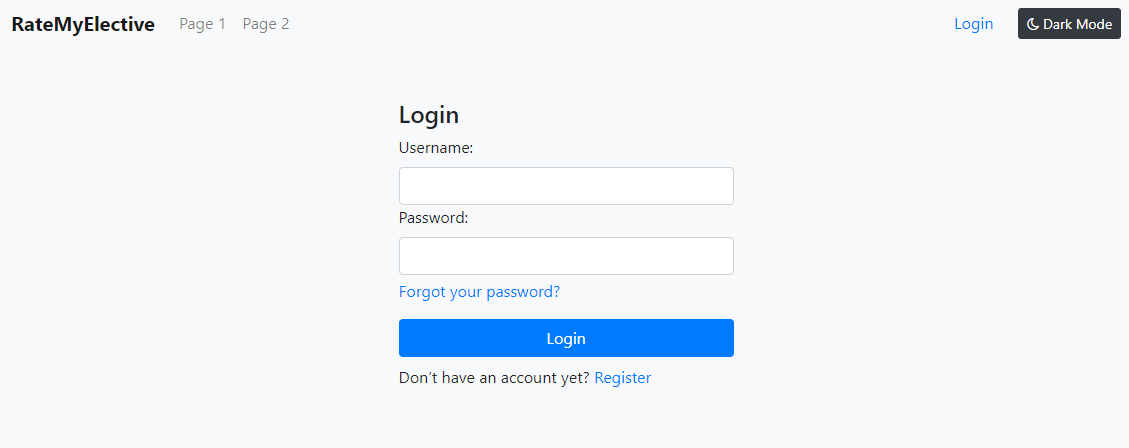 RateMyElective Page 1 Page 2 Login Dark Mode
Login
Username:
Password:
Forgot your password?
Login
Don't have an account yet? Register